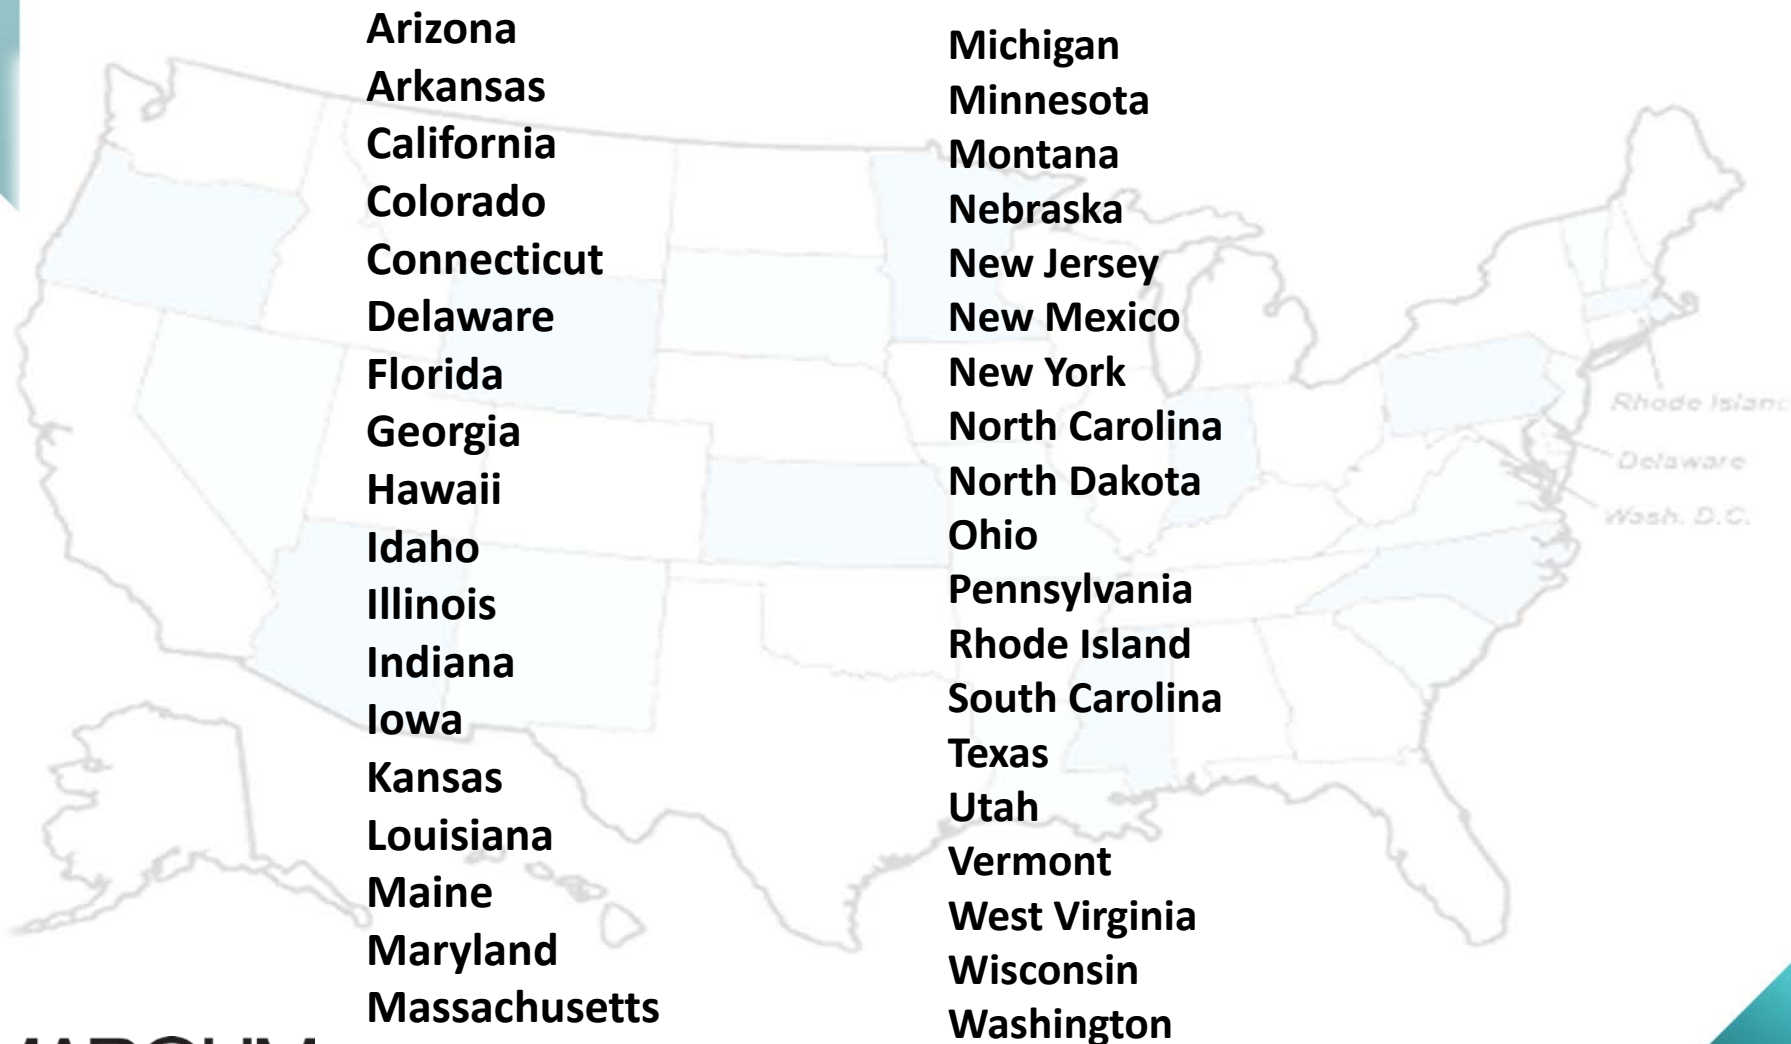 Arizona
Arkansas
California
Colorado
Connecticut
Delaware
Florida
Georgia
Hawaii
Idaho
Illinois
Indiana
Iowa
Kansas
Louisiana
Maine
Maryland
Massachusetts
Michigan
Minnesota
Montana
Nebraska
New Jersey
New Mexico
New York
North Carolina
North Dakota
Ohio
Pennsylvania
Rhode Island
South Carolina
Texas
Utah
Vermont
West Virginia
Wisconsin
Washington
Rhode Island
Delaware
Wash. D.C.